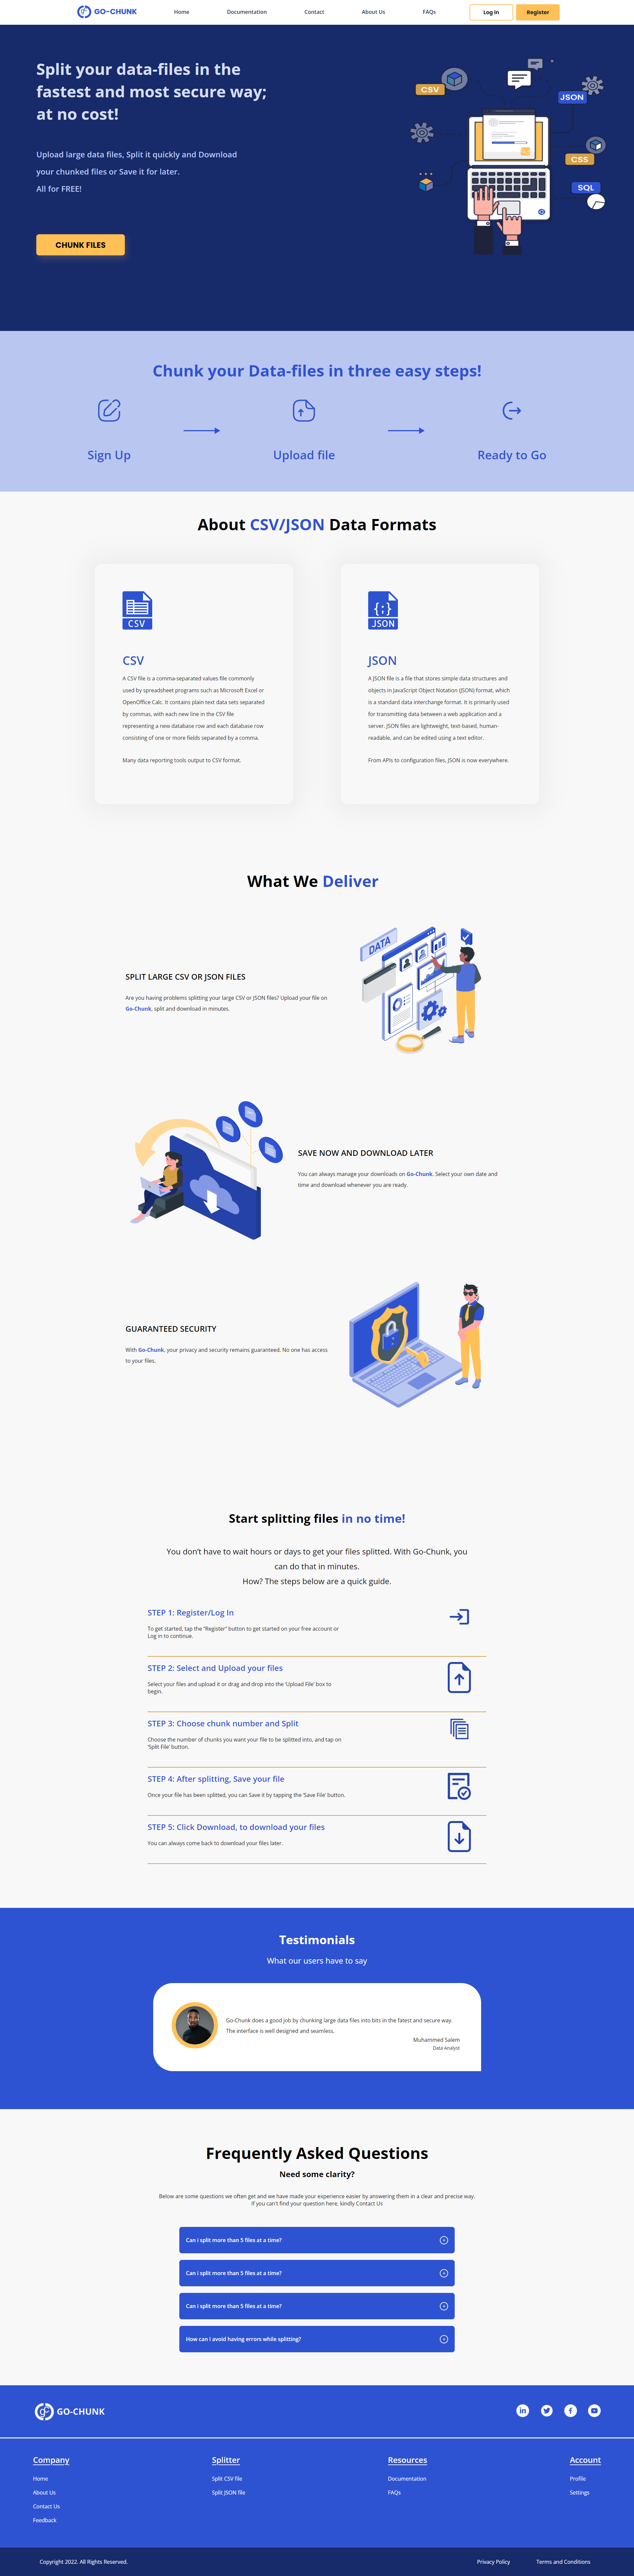 GO-CHUNK
Home
Documentation
Contact
About Us
FAQs
Log in
Register
Split your data-files in the
fastest and most secure way;
at no cost!
Upload large data files, Split it quickly and Download
your chunked files or Save it for later.
All for FREE!
CHUNK FILES
CSV
JSON
CSS
SQL
Chunk your Data-files in three easy steps!
Sign Up
Upload file
Ready to Go
About CSV/JSON Data Formats
CSV
CSV
A CSV file is a comma-separated values file commonly
used by spreadsheet programs such as Microsoft Excel or
OpenOffice Calc. It contains plain text data sets separated
by commas, with each new line in the CSV file
representing a new database row and each database row
consisting of one or more fields separated by a comma.
Many data reporting tools output to CSV format.
{;}
JSON
JSON
A JSON file is a file that stores simple data structures and
objects in JavaScript Object Notation (JSON) format, which
is a standard data interchange format. It is primarily used
for transmitting data between a web application and a
server. JSON files are lightweight, text-based, human-
readable, and can be edited using a text editor.
From APIs to configuration files, JSON is now everywhere.
What We Deliver
SPLIT LARGE CSV OR JSON FILES
Are you having problems splitting your large CSV or JSON files? Upload your file on
Go-Chunk, split and download in minutes.
DATA
SAVE NOW AND DOWNLOAD LATER
You can always manage your downloads on Go-Chunk. Select your own date and
time and download whenever you are ready.
GUARANTEED SECURITY
With Go-Chunk, your privacy and security remains guaranteed. No one has access
to your files.
Start splitting files in no time!
You don't have to wait hours or days to get your files splitted. With Go-Chunk, you
can do that in minutes.
How? The steps below are a quick guide.
STEP 1: Register/Log In
To get started, tap the "Register" button to get started on your free account or
Log in to continue.
STEP 2: Select and Upload your files
Select your files and upload it or drag and drop into the 'Upload File' box to
begin.
STEP 3: Choose chunk number and Split
Choose the number of chunks you want your file to be splitted into, and tap on
'Split File' button.
STEP 4: After splitting, Save your file
Once your file has been splitted, you can Save it by tapping the 'Save File' button.
STEP 5: Click Download, to download your files
You can always come back to download your files later.
Testimonials
What our users have to say
Go-Chunk does a good job by chunking large data files into bits in the fatest and secure way.
The interface is well designed and seamless.
Muhammed Salem
Data Analyst
Frequently Asked Questions
Need some clarity?
Below are some questions we often get and we have made your experience easier by answering them in a clear and precise way.
If you can't find your question here, kindly Contact Us
Can i split more than 5 files at a time?
Can i split more than 5 files at a time?
Can i split more than 5 files at a time?
How can I avoid having errors while splitting?
GO-CHUNK
Company
Home
About Us
Contact Us
Feedback
Splitter
Split CSV file
Split JSON file
Resources
Documentation
FAQs
Account
Profile
Settings
Copyright 2022. All Rights Reserved.
Privacy Policy
Terms and Conditions